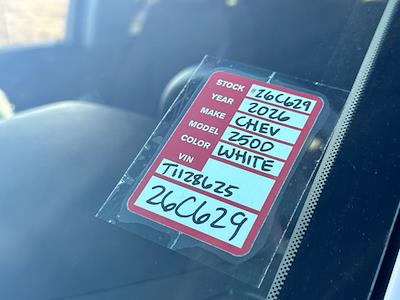 STOCK #26C629
YEAR 2026
MAKE CHEV
MODEL 2500
COLOR WHITE
VIN
T1128625
26C629